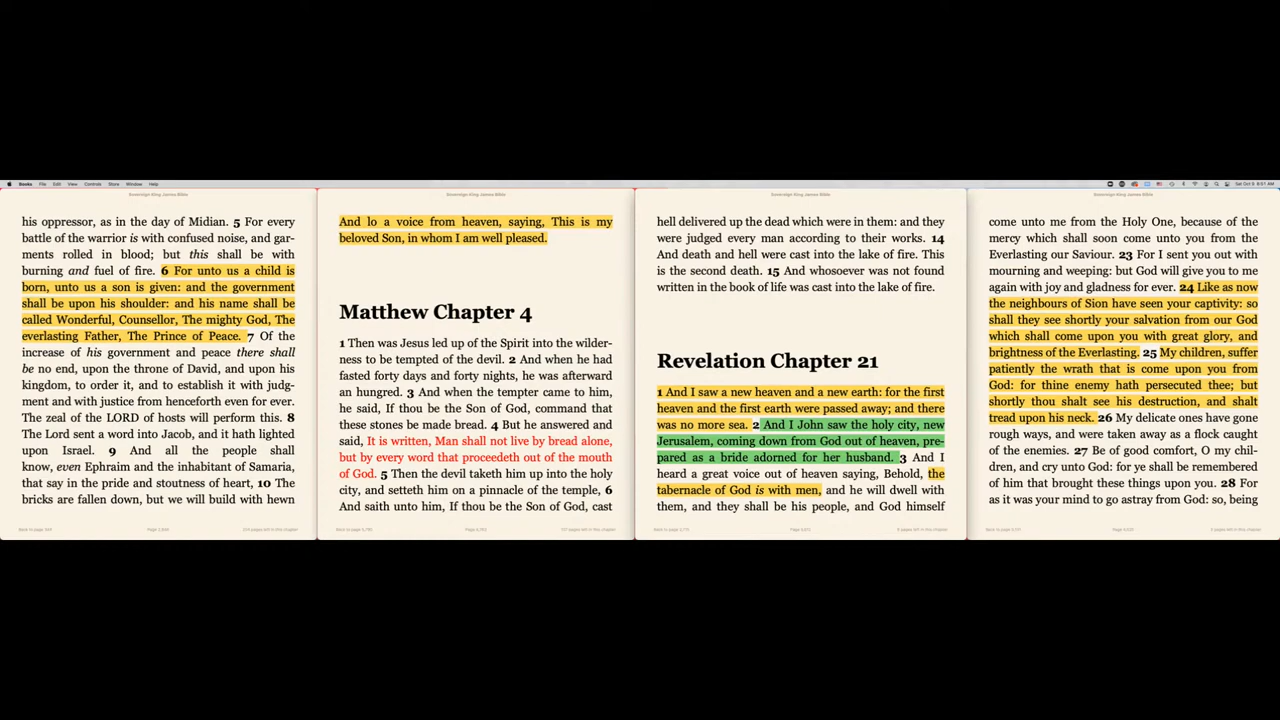 Books File Edit View Controls Store Window Help
Sat Oct 9 8:51 AM
Sovereign King James Bible
his oppressor, as in the day of Midian. 5 For every
battle of the warrior is with confused noise, and gar-
ments rolled in blood; but this shall be with
burning and fuel of fire. 6 For unto us a child is
born, unto us a son is given: and the government
shall be upon his shoulder: and his name shall be
called Wonderful, Counsellor, The mighty God, The
everlasting Father, The Prince of Peace. 7 Of the
increase of his government and peace there shall
be no end, upon the throne of David, and upon his
kingdom, to order it, and to establish it with judg-
ment and with justice from henceforth even for ever.
The zeal of the LORD of hosts will perform this. 8
The Lord sent a word into Jacob, and it hath lighted
upon Israel. 9 And all the people shall
know, even Ephraim and the inhabitant of Samaria,
that say in the pride and stoutness of heart, 10 The
bricks are fallen down, but we will build with hewn
Sovereign King James Bible
And lo a voice from heaven, saying, This is my
beloved Son, in whom I am well pleased.
Matthew Chapter 4
1 Then was Jesus led up of the Spirit into the wilder-
ness to be tempted of the devil. 2 And when he had
fasted forty days and forty nights, he was afterward
an hungred. 3 And when the tempter came to him,
he said, If thou be the Son of God, command that
these stones be made bread. 4 But he answered and
said, It is written, Man shall not live by bread alone,
but by every word that proceedeth out of the mouth
of God. 5 Then the devil taketh him up into the holy
city, and setteth him on a pinnacle of the temple, 6
And saith unto him, If thou be the Son of God, cast
Sovereign King James Bible
hell delivered up the dead which were in them: and they
were judged every man according to their works. 14
And death and hell were cast into the lake of fire.
This is the second death. 15 And whosoever was not found
written in the book of life was cast into the lake of fire.
Revelation Chapter 21
1 And I saw a new heaven and a new earth: for the first
heaven and the first earth were passed away; and there
was no more sea. 2 And I John saw the holy city, new
Jerusalem, coming down from God out of heaven, pre-
pared as a bride adorned for her husband. 3 And I
heard a great voice out of heaven saying, Behold, the
tabernacle of God is with men, and he will dwell with
them, and they shall be his people, and God himself
Sovereign King James Bible
come unto me from the Holy One, because of the
mercy which shall soon come unto you from the
Everlasting our Saviour. 23 For I sent you out with
mourning and weeping: but God will give you to me
again with joy and gladness for ever. 24 Like as now
the neighbours of Sion have seen your captivity: so
shall they see shortly your salvation from our God
which shall come upon you with great glory, and
brightness of the Everlasting. 25 My children, suffer
patiently the wrath that is come upon you from
God: for thine enemy hath persecuted thee; but
shortly thou shalt see his destruction, and shalt
tread upon his neck. 26 My delicate ones have gone
rough ways, and were taken away as a flock caught
of the enemies. 27 Be of good comfort, O my chil-
dren, and cry unto God: for ye shall be remembered
of him that brought these things upon you. 28 For
as it was your mind to go astray from God: so, being